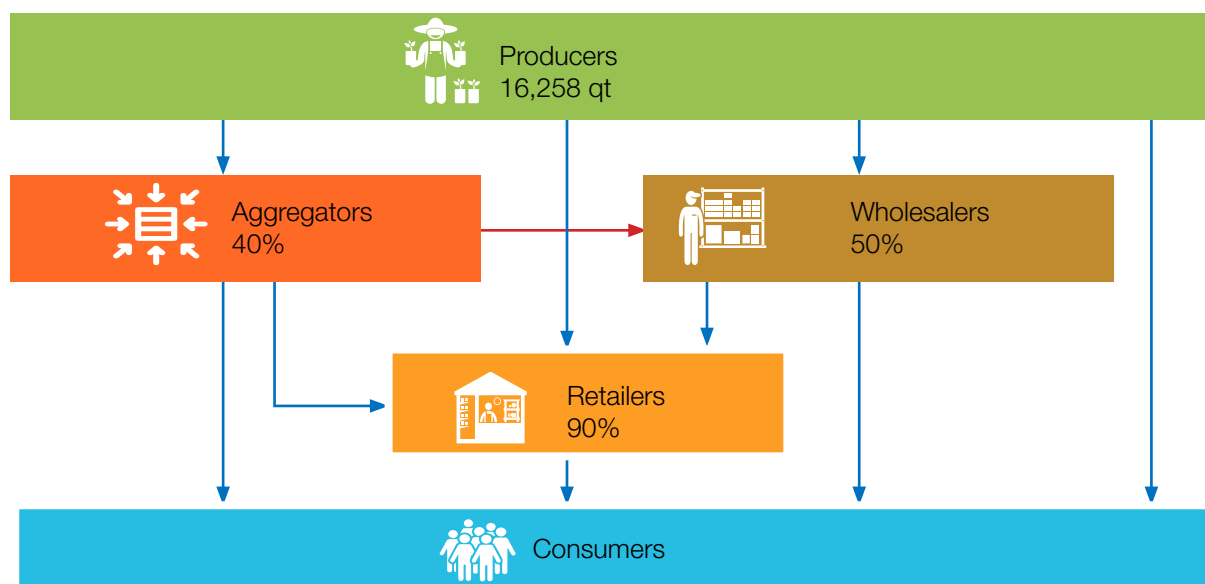 Producers
16,258 qt
Aggregators
40%
Wholesalers
50%
Retailers
90%
Consumers